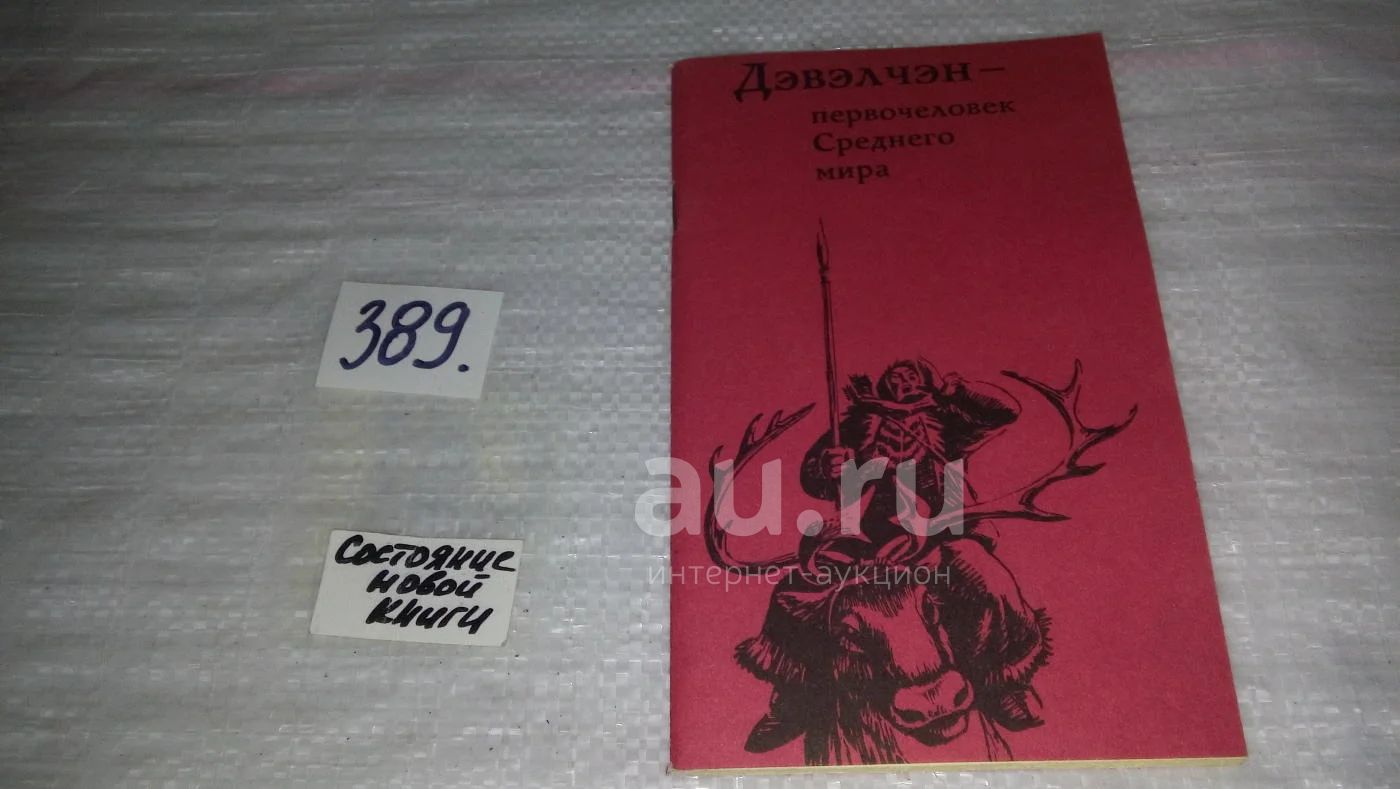 Дэвэлчэн –
первочеловек
Среднего
мира
389.
Состояние
новой
книги
au.ru
интернет-аукцион